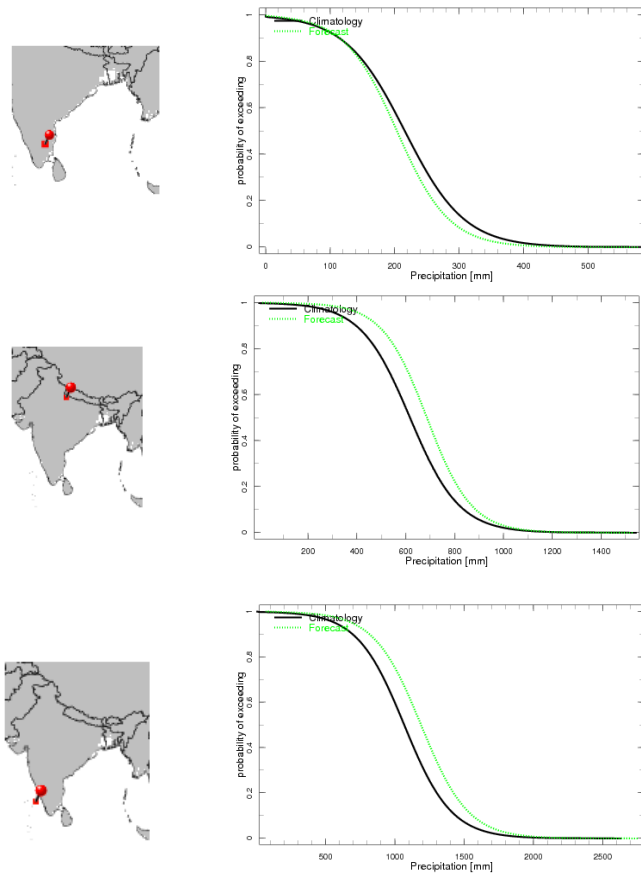 Climatology
Forecast
probability of exceeding
1
0.8
0.6
0.4
0.2
0
0 100 200 300 400 500
Precipitation [mm]
Climatology
Forecast
probability of exceeding
1
0.8
0.6
0.4
0.2
0
200 400 600 800 1000 1200 1400
Precipitation [mm]
Climatology
Forecast
probability of exceeding
1
0.8
0.6
0.4
0.2
0
500 1000 1500 2000 2500
Precipitation [mm]